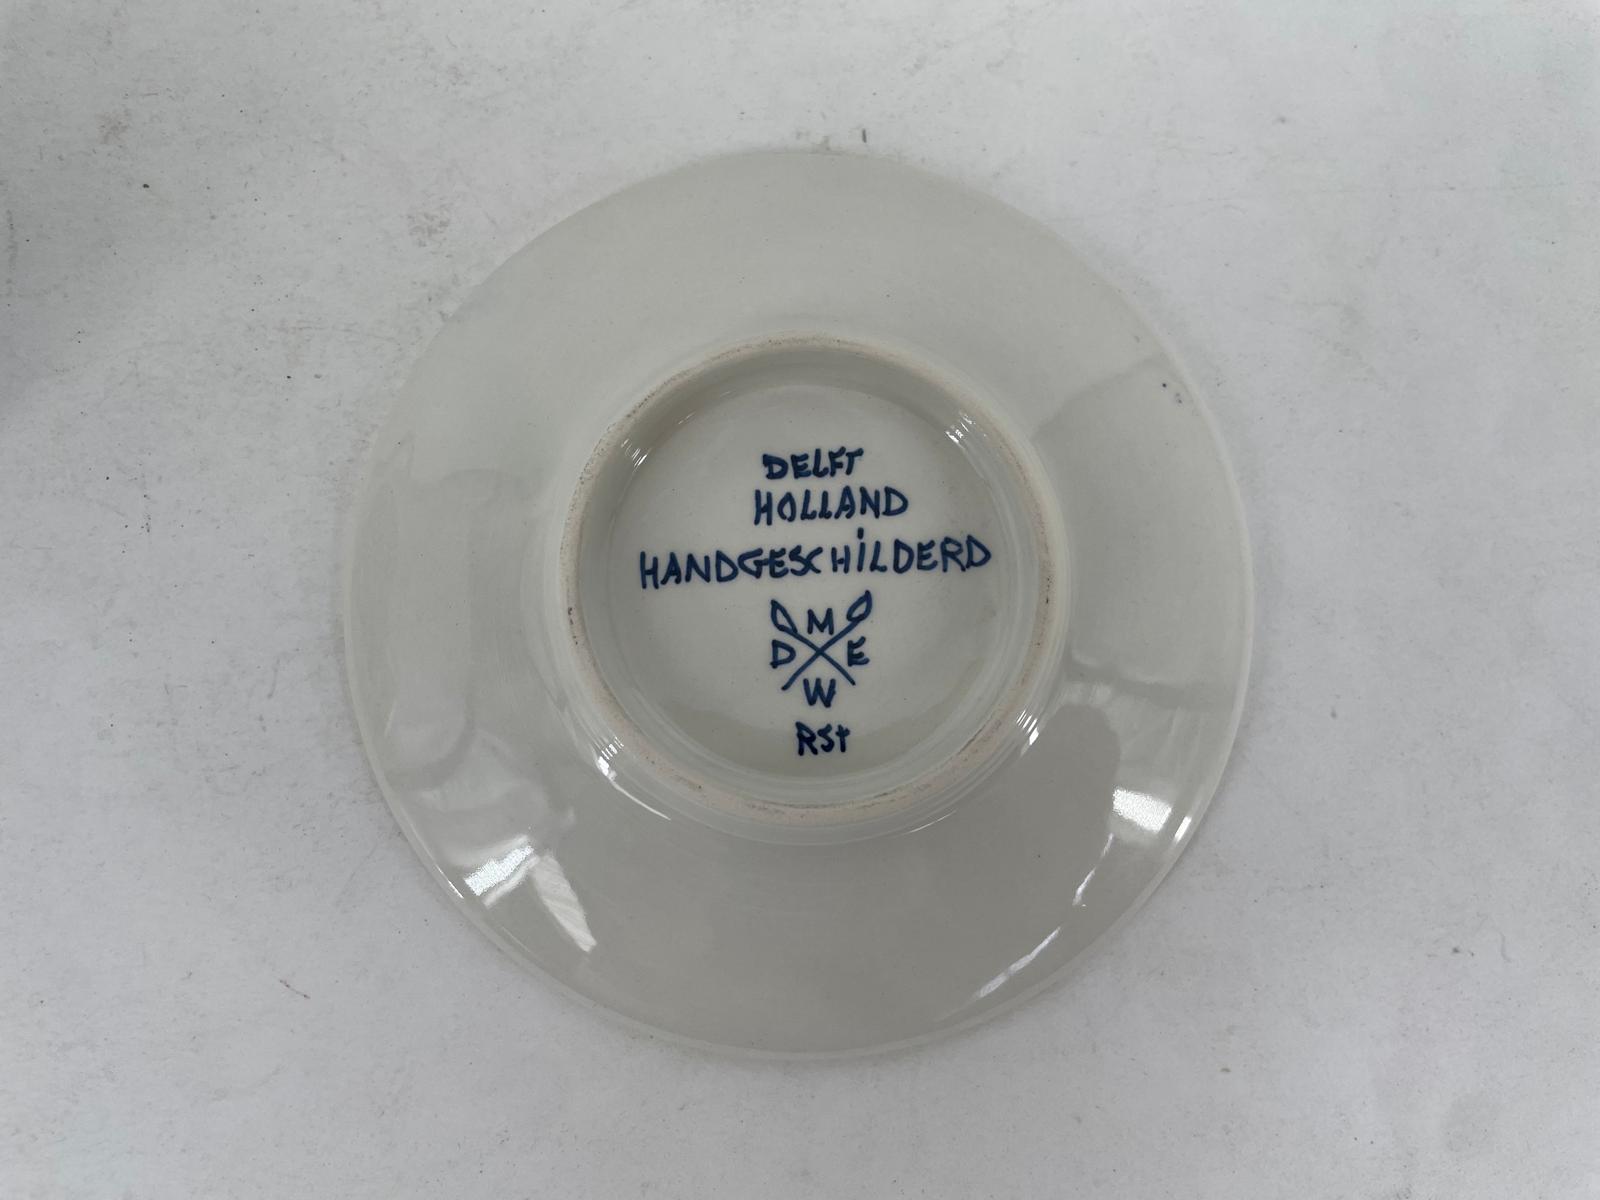 DELFT
HOLLAND
HANDGESCHILDERD
M
D E
W
RSt